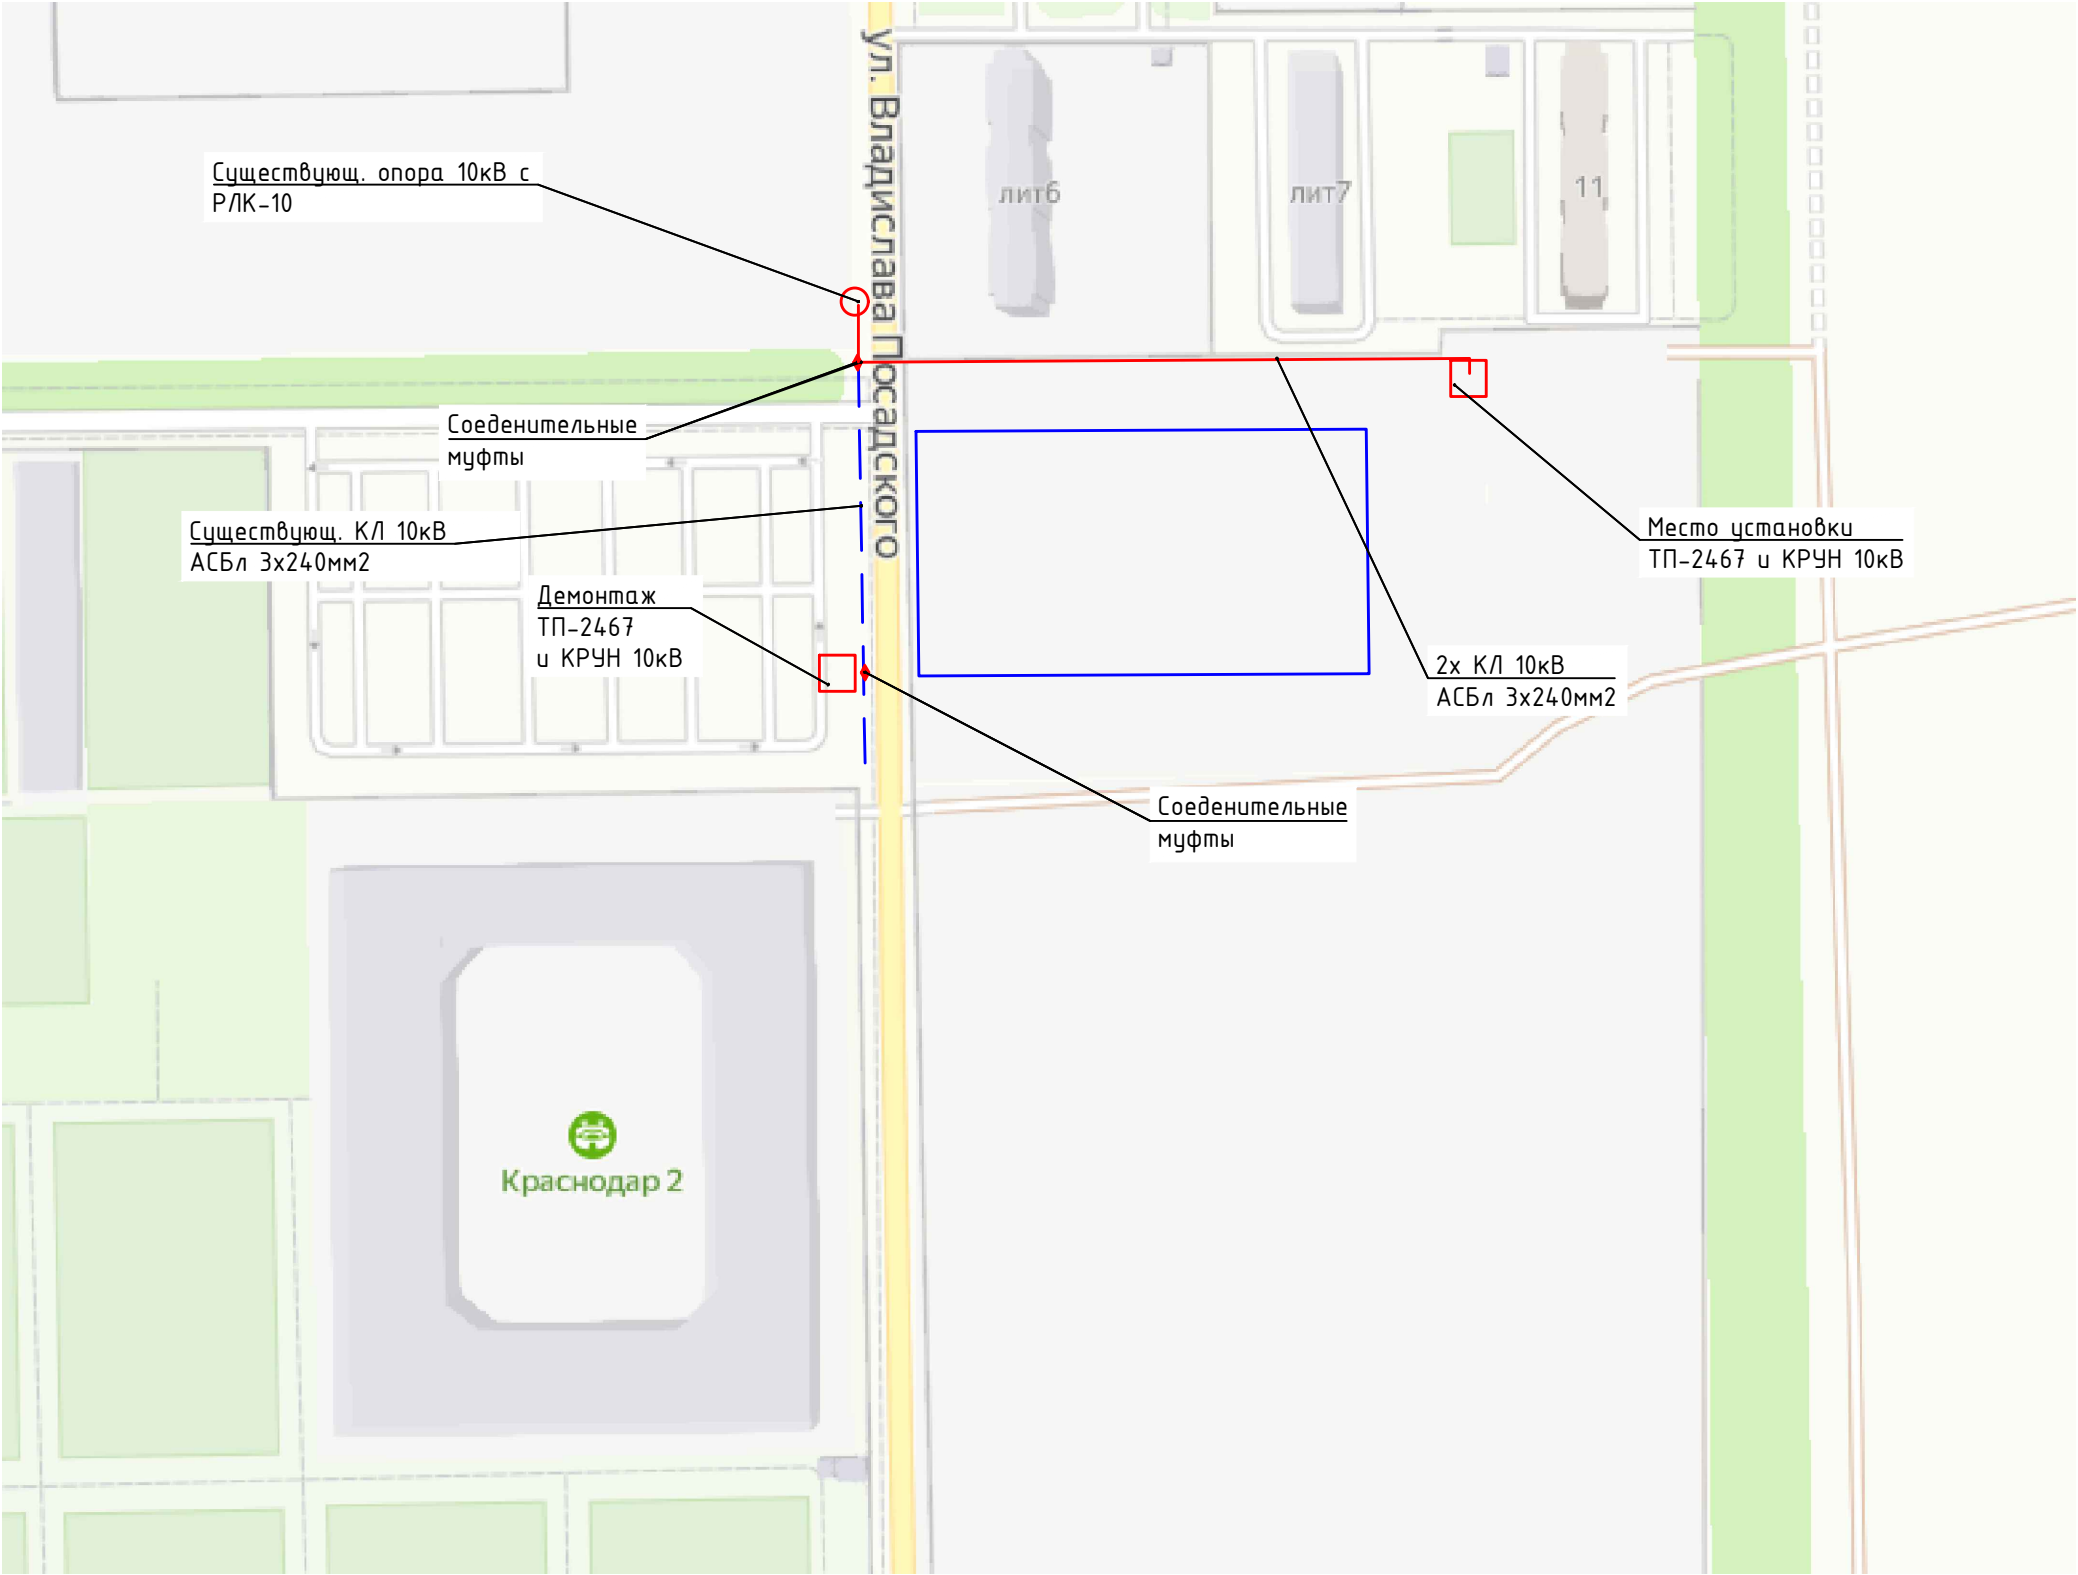 ул. Владислава Посадского
Существующ. опора 10кВ с
РЛК-10
лит6
лит7
11
Соеденительные
муфты
Существующ. КЛ 10кВ
АСБл 3х240мм2
Демонтаж
ТП-2467
и КРУН 10кВ
Место установки
ТП-2467 и КРУН 10кВ
2х КЛ 10кВ
АСБл 3х240мм2
Соеденительные
муфты
Краснодар 2